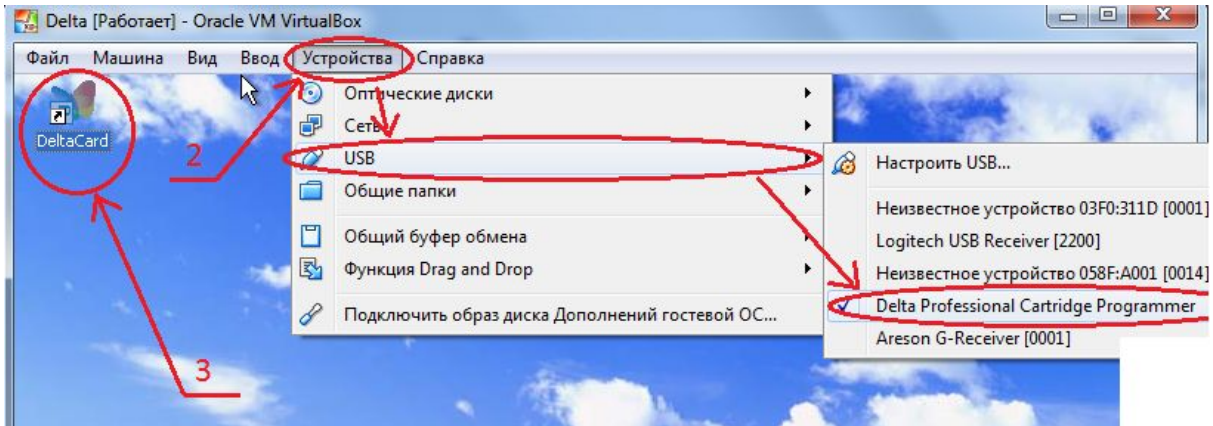 Delta [Работает] - Oracle VM VirtualBox
Файл Машина Вид Ввод Устройства Справка
DeltaCard
2
3
Оптические диски
Сеть
USB
Общие папки
Общий буфер обмена
Функция Drag and Drop
Подключить образ диска Дополнений гостевой ОС...
Настроить USB...
Неизвестное устройство 03F0:311D [0001]
Logitech USB Receiver [2200]
Неизвестное устройство 058F:A001 [0014]
Delta Professional Cartridge Programmer
Areson G-Receiver [0001]